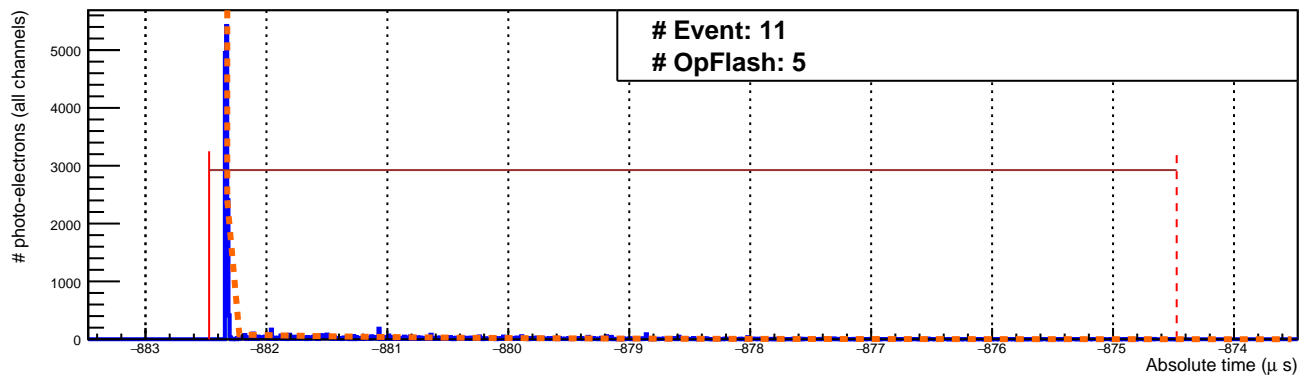 # Event: 11
# OpFlash: 5
# photo-electrons (all channels)
5000
4000
3000
2000
1000
0
−883 −882 −881 −880 −879 −878 −877 −876 −875 −874
Absolute time (μ s)